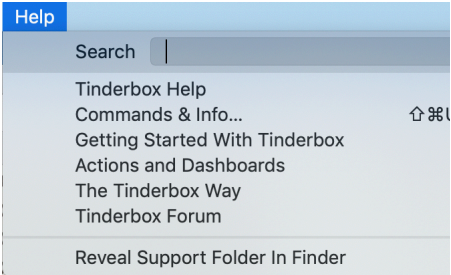 Help
Search
Tinderbox Help
Commands & Info... ⇧⌘U
Getting Started With Tinderbox
Actions and Dashboards
The Tinderbox Way
Tinderbox Forum
Reveal Support Folder In Finder